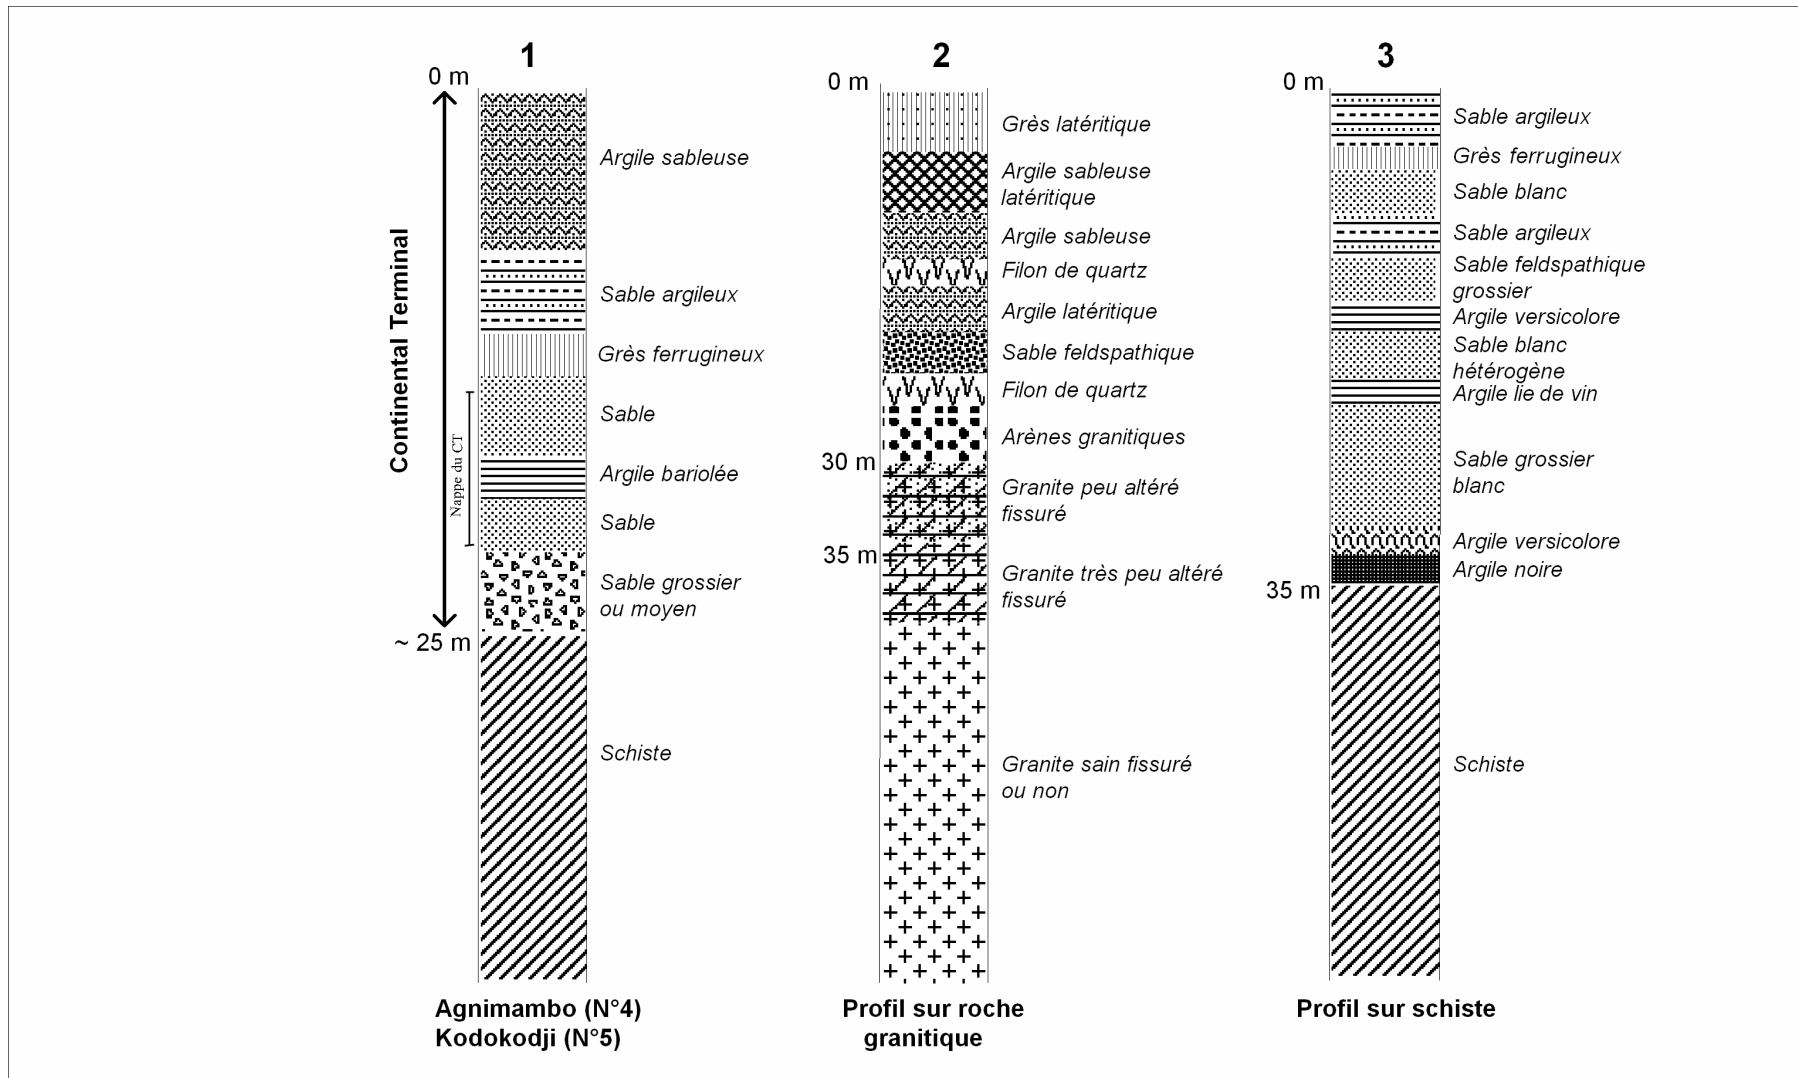 1
0 m
Continental Terminal
Nappe du CT
Argile sableuse
Sable argileux
Grès ferrugineux
Sable
Argile bariolée
Sable
Sable grossier
ou moyen
~ 25 m
Schiste
Agnimambo (N°4)
Kodokodji (N°5)
2
0 m
Grès latéritique
Argile sableuse
latéritique
Argile sableuse
Filon de quartz
Argile latéritique
Sable feldspathique
Filon de quartz
Arènes granitiques
30 m
Granite peu altéré
fissuré
35 m
Granite très peu altéré
fissuré
Granite sain fissuré
ou non
Profil sur roche
granitique
3
0 m
Sable argileux
Grès ferrugineux
Sable blanc
Sable argileux
Sable feldspathique
grossier
Argile versicolore
Sable blanc
hétérogène
Argile lie de vin
Sable grossier
blanc
Argile versicolore
Argile noire
35 m
Schiste
Profil sur schiste